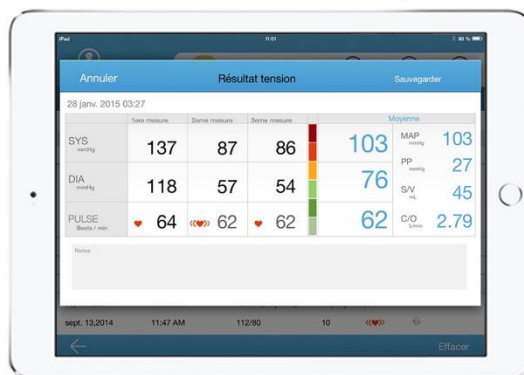 iPad 11:01 80 %
Annuler Résultat tension Sauvegarder
28 janv. 2015 03:27
1ere mesure 2eme mesure 3eme mesure Moyenne
SYS mmHg 137 87 86 103 MAP mmHg 103
DIA mmHg 118 57 54 76 PP mmHg 27
S/V mL 45
PULSE Beats / min 64 62 62 62 C/O L/min 2.79
Notes
sept. 13,2014 11:47 AM 112/80 10
Effacer